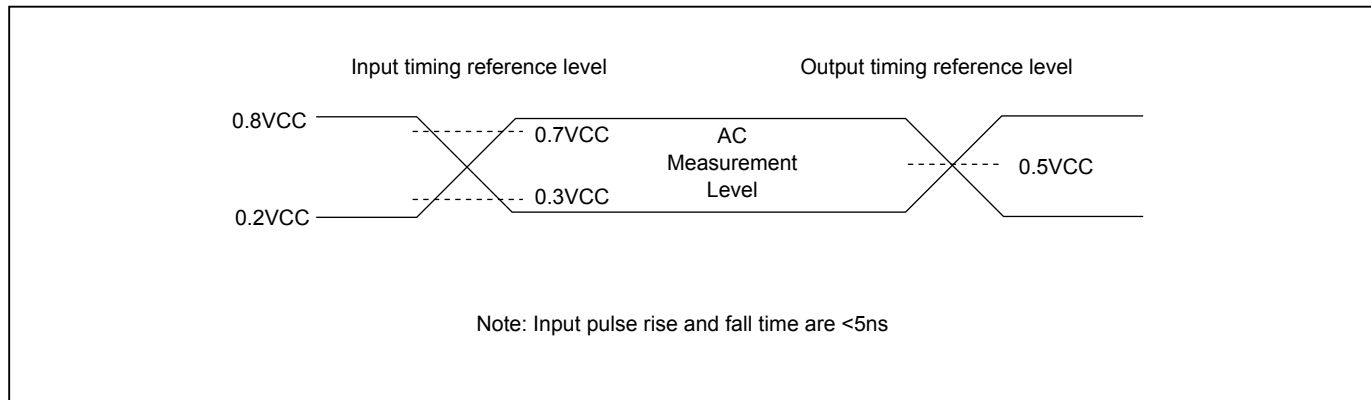 Input timing reference level
Output timing reference level
0.8VCC
0.7VCC
AC
Measurement
Level
0.5VCC
0.3VCC
0.2VCC
Note: Input pulse rise and fall time are <5ns